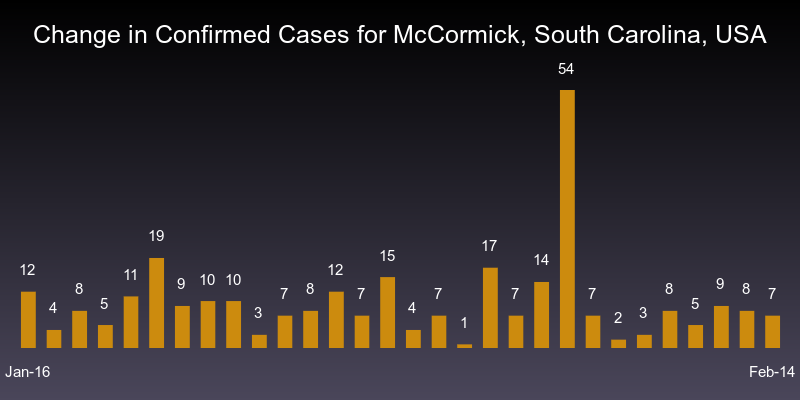 Change in Confirmed Cases for McCormick, South Carolina, USA
12 4 8 5 11 19 9 10 10 3 7 8 12 7 15 4 7 1 17 7 14 54 7 2 3 8 5 9 8 7
Jan-16 Feb-14